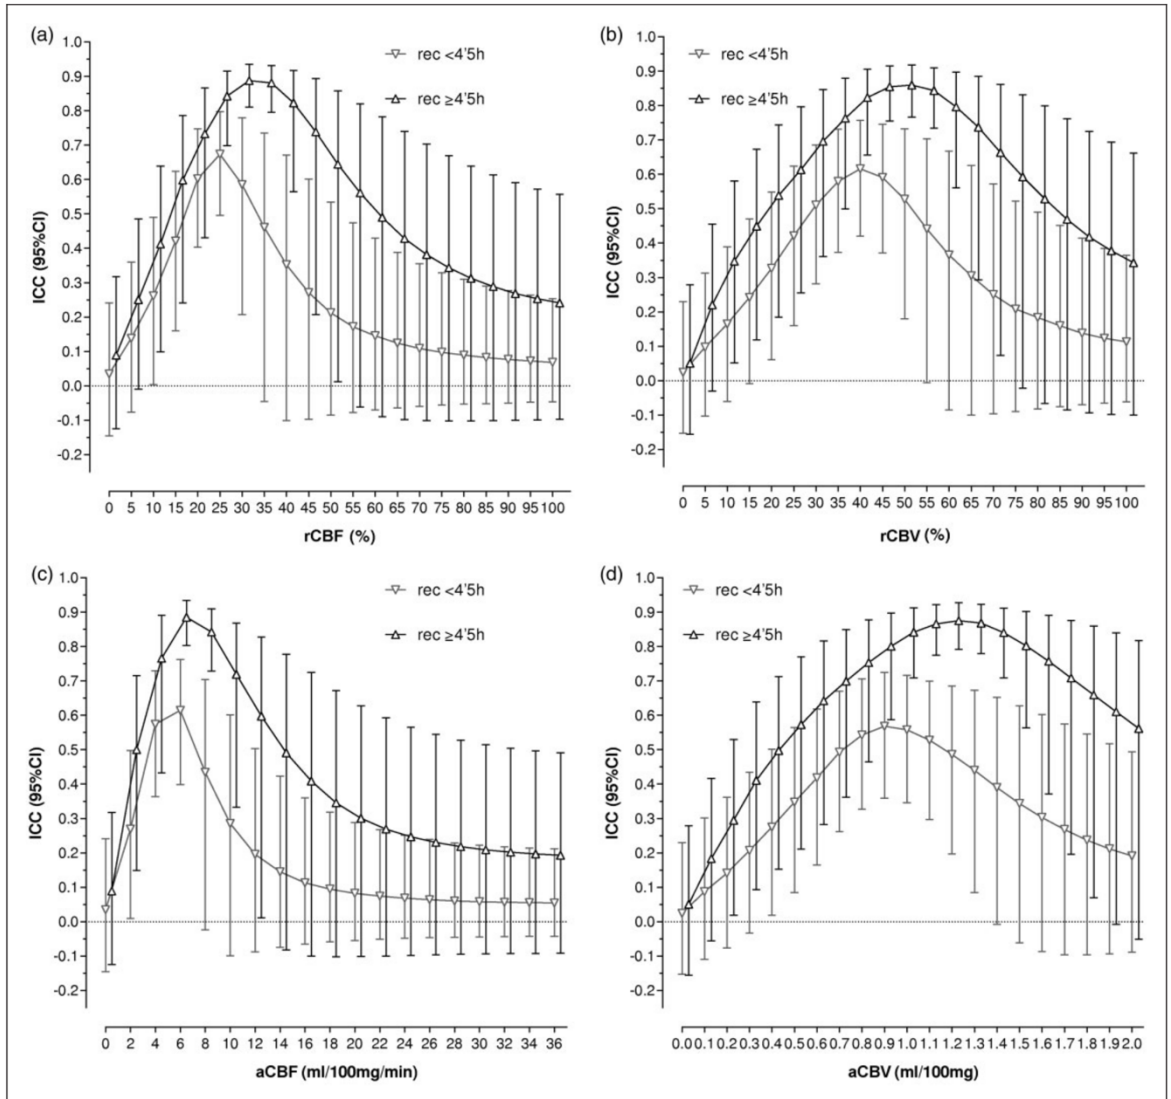 (a)
rec <4'5h
rec ≥4'5h
ICC (95%CI)
1.0
0.9
0.8
0.7
0.6
0.5
0.4
0.3
0.2
0.1
0.0
-0.1
-0.2
0 5 10 15 20 25 30 35 40 45 50 55 60 65 70 75 80 85 90 95 100
rCBF (%)
(b)
rec <4'5h
rec ≥4'5h
ICC (95%CI)
1.0
0.9
0.8
0.7
0.6
0.5
0.4
0.3
0.2
0.1
0.0
-0.1
-0.2
0 5 10 15 20 25 30 35 40 45 50 55 60 65 70 75 80 85 90 95 100
rCBV (%)
(c)
rec <4'5h
rec ≥4'5h
ICC (95%CI)
1.0
0.9
0.8
0.7
0.6
0.5
0.4
0.3
0.2
0.1
0.0
-0.1
-0.2
0 2 4 6 8 10 12 14 16 18 20 22 24 26 28 30 32 34 36
aCBF (ml/100mg/min)
(d)
rec <4'5h
rec ≥4'5h
ICC (95%CI)
1.0
0.9
0.8
0.7
0.6
0.5
0.4
0.3
0.2
0.1
0.0
-0.1
-0.2
0.0 0.1 0.2 0.3 0.4 0.5 0.6 0.7 0.8 0.9 1.0 1.1 1.2 1.3 1.4 1.5 1.6 1.7 1.8 1.9 2.0
aCBV (ml/100mg)